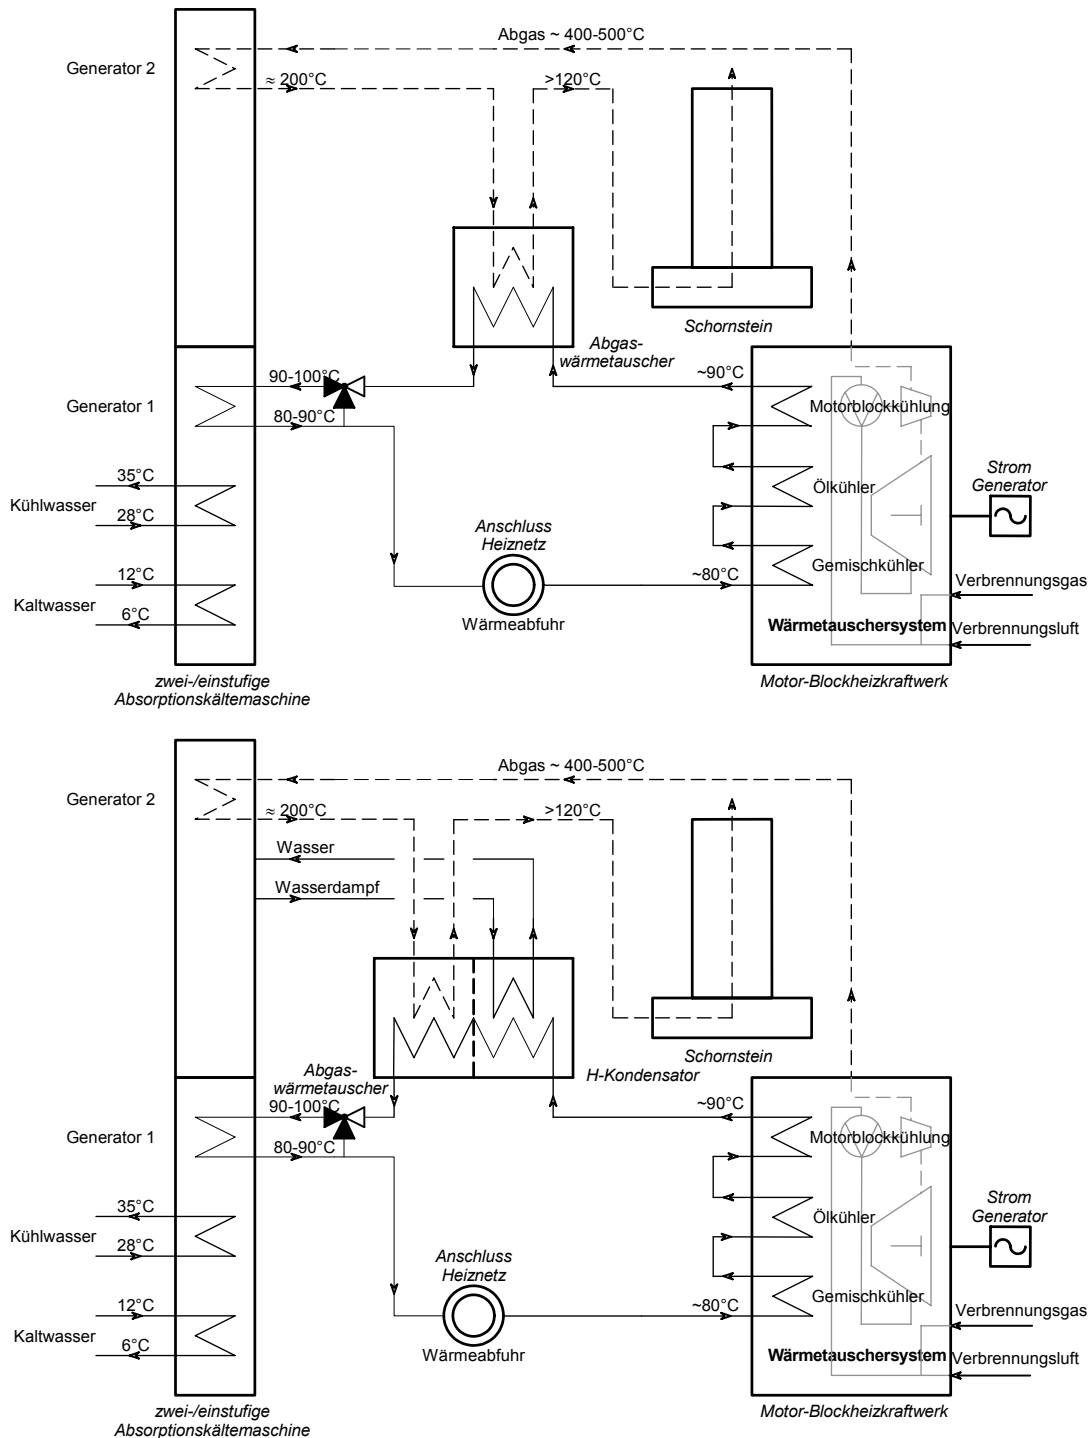 Abgas ~ 400-500°C
Generator 2
≈ 200°C
>120°C
Schornstein
Abgas-
wärmetauscher
90-100°C
~90°C
Generator 1
Motorblockkühlung
80-90°C
35°C
Ölkühler
Strom
Generator
Kühlwasser
28°C
Anschluss
Heiznetz
Gemischkühler
12°C
~80°C
Verbrennungsgas
Kaltwasser
6°C
Wärmeabfuhr
Wärmetauschersystem
Verbrennungsluft
zwei-/einstufige
Absorptionskältemaschine
Motor-Blockheizkraftwerk
Abgas ~ 400-500°C
Generator 2
≈ 200°C
>120°C
Wasser
Wasserdampf
Schornstein
Abgas-
wärmetauscher
H-Kondensator
90-100°C
~90°C
Generator 1
Motorblockkühlung
80-90°C
35°C
Ölkühler
Strom
Generator
Kühlwasser
28°C
Anschluss
Heiznetz
Gemischkühler
12°C
~80°C
Verbrennungsgas
Kaltwasser
6°C
Wärmeabfuhr
Wärmetauschersystem
Verbrennungsluft
zwei-/einstufige
Absorptionskältemaschine
Motor-Blockheizkraftwerk